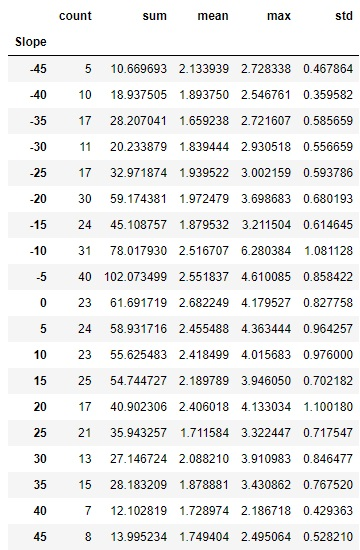 count sum mean max std
Slope
-45 5 10.669693 2.133939 2.728338 0.467864
-40 10 18.937505 1.893750 2.546761 0.359582
-35 17 28.207041 1.659238 2.721607 0.585659
-30 11 20.233879 1.839444 2.930518 0.556659
-25 17 32.971874 1.939522 3.002159 0.593786
-20 30 59.174381 1.972479 3.698683 0.680193
-15 24 45.108757 1.879532 3.211504 0.614645
-10 31 78.017930 2.516707 6.280384 1.081128
-5 40 102.073499 2.551837 4.610085 0.858422
0 23 61.691719 2.682249 4.179527 0.827758
5 24 58.931716 2.455488 4.363444 0.964257
10 23 55.625483 2.418499 4.015683 0.976000
15 25 54.744727 2.189789 3.946050 0.702182
20 17 40.902306 2.406018 4.133034 1.100180
25 21 35.943257 1.711584 3.322447 0.717547
30 13 27.146724 2.088210 3.910983 0.846477
35 15 28.183209 1.878881 3.430862 0.767520
40 7 12.102819 1.728974 2.186718 0.429363
45 8 13.995234 1.749404 2.495064 0.528210